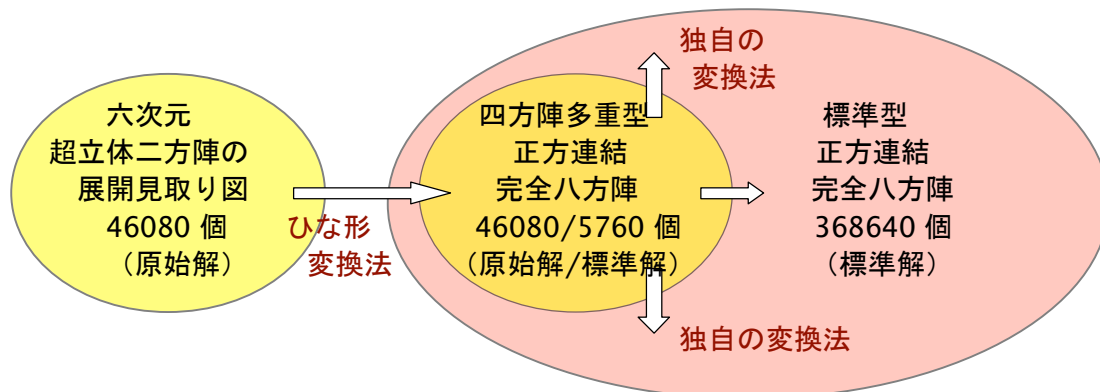 六次元
超立体二方陣の
展開見取り図
46080 個
（原始解）
ひな形
変換法
四方陣多重型
正方連結
完全八方陣
46080/5760 個
（原始解/標準解）
独自の
変換法
標準型
正方連結
完全八方陣
368640 個
（標準解）
独自の変換法